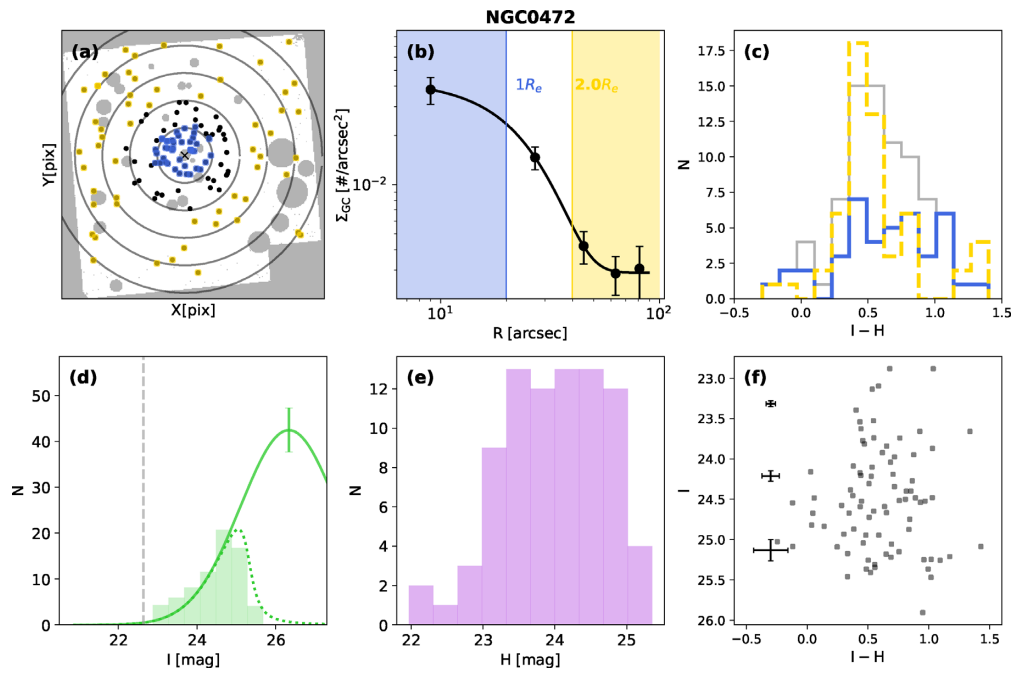 NGC0472
(a)
Y[pix]
X[pix]
(b)
1Re
2.0Re
Σ_GC [#/arcsec²]
10⁻²
10¹
10²
R [arcsec]
(c)
17.5
15.0
12.5
10.0
7.5
5.0
2.5
0.0
N
−0.5
0.0
0.5
1.0
1.5
I − H
(d)
50
40
30
20
10
0
N
22
24
26
I [mag]
(e)
12
10
8
6
4
2
0
N
22
23
24
25
H [mag]
(f)
23.0
23.5
24.0
24.5
25.0
25.5
26.0
I
−0.5
0.0
0.5
1.0
1.5
I − H